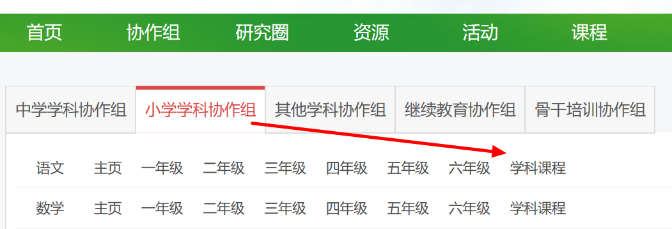 首页 协作组 研究圈 资源 活动 课程
中学学科协作组 小学学科协作组 其他学科协作组 继续教育协作组 骨干培训协作组
语文 主页 一年级 二年级 三年级 四年级 五年级 六年级 学科课程
数学 主页 一年级 二年级 三年级 四年级 五年级 六年级 学科课程